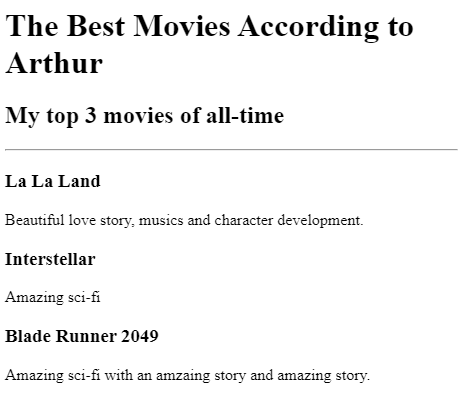 The Best Movies According to
Arthur
My top 3 movies of all-time
La La Land
Beautiful love story, musics and character development.
Interstellar
Amazing sci-fi
Blade Runner 2049
Amazing sci-fi with an amzaing story and amazing story.